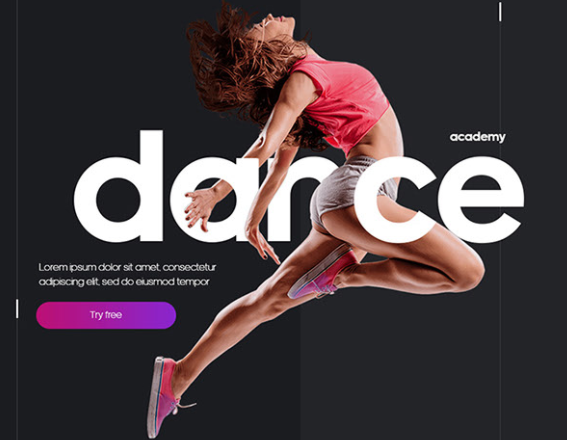 academy
dance
Lorem ipsum dolor sit amet, consectetur
adipiscing elit, sed do eiusmod tempor
Try free